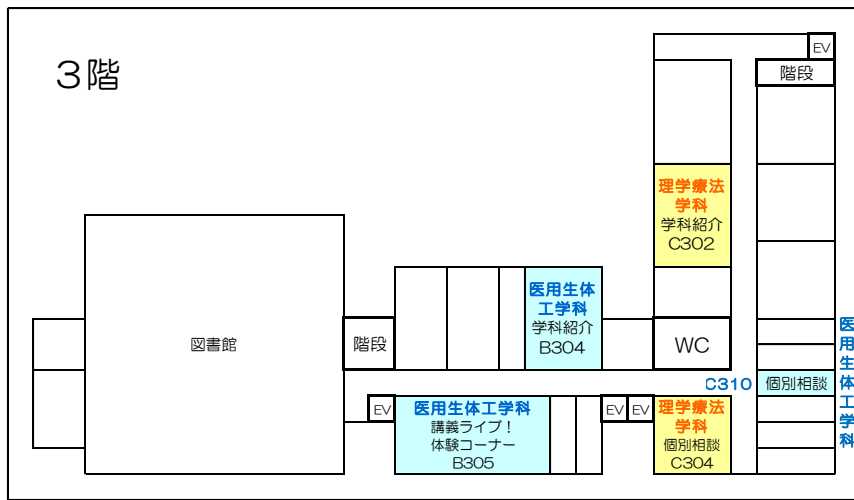 3階
EV
階段
理学療法
学科
学科紹介
C302
医用生体
工学科
学科紹介
B304
図書館
階段
WC
C310
個別相談
医用生体工学科
EV
医用生体工学科
講義ライブ!
体験コーナー
B305
EV
EV
理学療法
学科
個別相談
C304